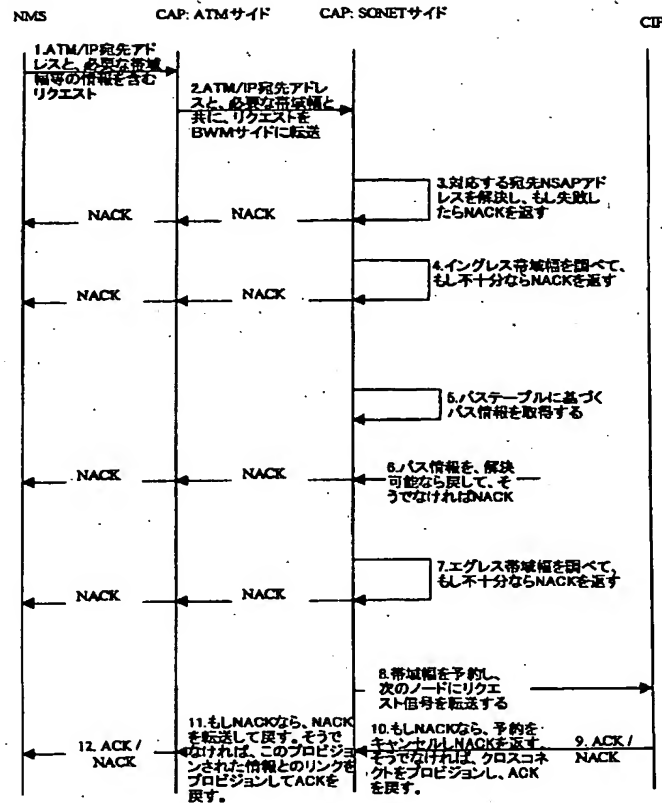 NMS
CAP: ATMサイド
CAP: SONETサイド
CIP
1.ATM/IP宛先アド
レスと、必要な帯域
幅等の情報を含む
リクエスト
2.ATM/IP宛先アドレ
スと、必要な帯域幅と
共に、リクエストを
BWMサイドに転送
3.対応する宛先NSAPアド
レスを解決し、もし失敗し
たらNACKを返す
NACK
NACK
4.イングレス帯域幅を調べて、
もし不十分ならNACKを返す
NACK
NACK
5.パステーブルに基づく
パス情報を取得する
6.パス情報を、解決
可能なら戻して、そ
うでなければNACK
NACK
NACK
7.エグレス帯域幅を調べて、
もし不十分ならNACKを返す
NACK
NACK
8.帯域幅を予約し、
次のノードにリクエ
スト信号を転送する
9. ACK /
NACK
10.もしNACKなら、予約を
キャンセルしNACKを返す。
そうでなければ、クロスコネ
クトをプロビジョンし、ACK
を戻す。
11.もしNACKなら、NACK
を転送して戻す。そうで
なければ、このプロビジョ
ンされた情報とのリンクを
プロビジョンしてACKを
戻す。
12. ACK /
NACK